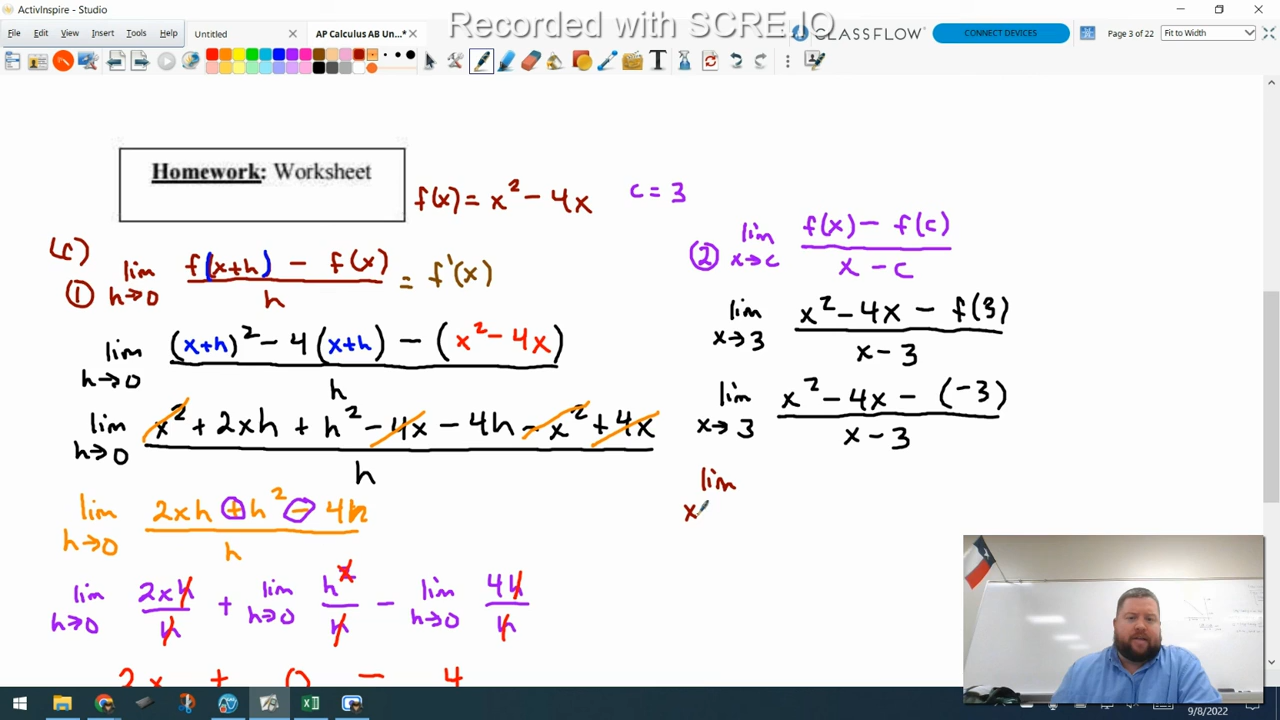 ActivInspire - Studio
Recorded with SCRE.IO
File Edit View Insert Tools Help
Untitled
AP Calculus AB Un...*
CLASSFLOW
CONNECT DEVICES
Page 3 of 22
Fit to Width
Homework: Worksheet
f(x) = x² - 4x
c = 3
① lim h→0 f(x+h) - f(x) / h = f'(x)
lim h→0 (x+h)² - 4(x+h) - (x² - 4x) / h
lim h→0 x² + 2xh + h² - 4x - 4h - x² + 4x / h
lim h→0 2xh + h² - 4h / h
lim h→0 2xh / h + lim h→0 h² / h - lim h→0 4h / h
2x + 0 - 4
② lim x→c f(x) - f(c) / x - c
lim x→3 x² - 4x - f(3) / x - 3
lim x→3 x² - 4x - (-3) / x - 3
lim x
9/8/2022